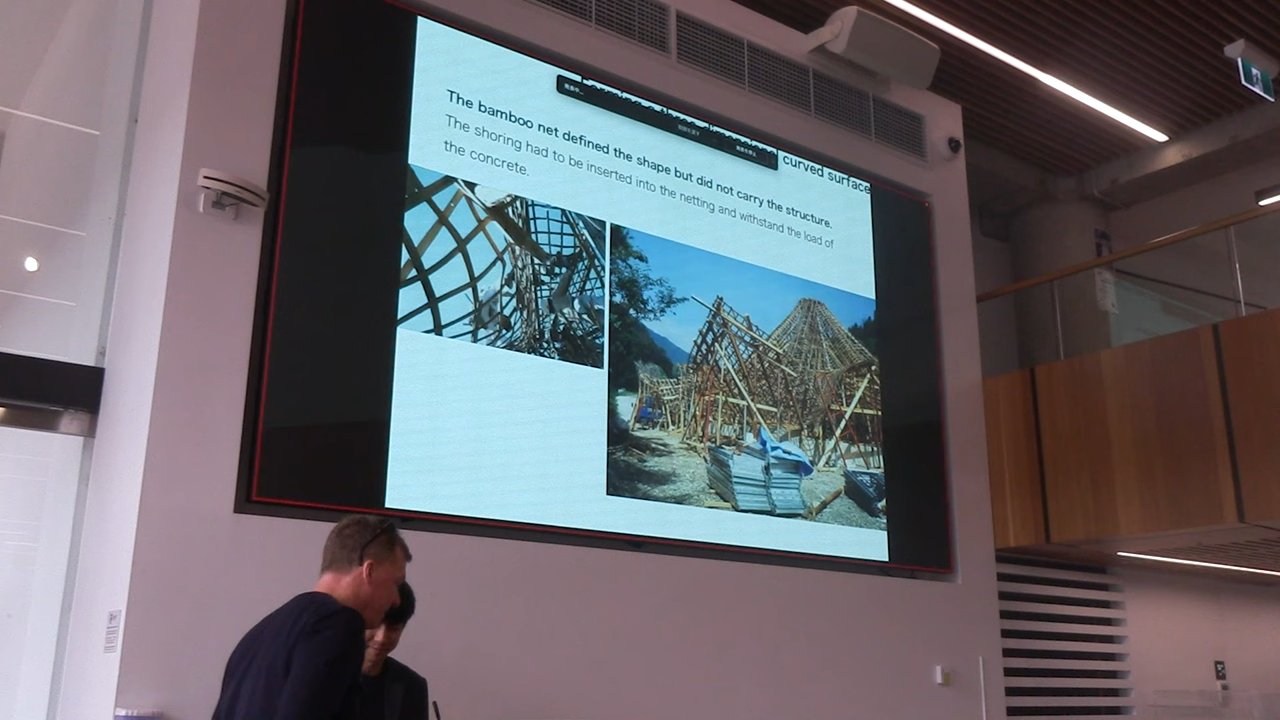 curved surface
The bamboo net defined the shape but did not carry the structure.
The shoring had to be inserted into the netting and withstand the load of
the concrete.